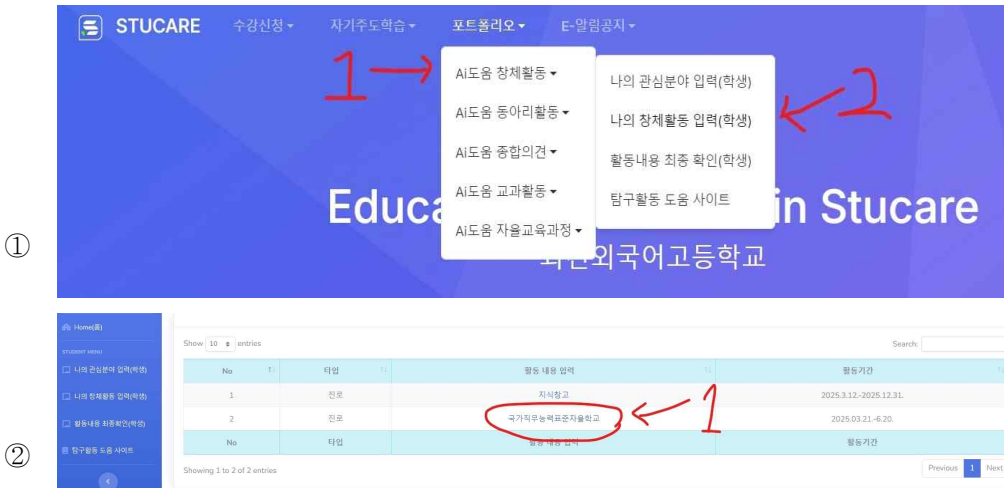 STUCARE 수강신청 자기주도학습 포트폴리오 E-알림공지
1
Ai도움 창체활동
Ai도움 동아리활동
Ai도움 종합의견
Ai도움 교과활동
Ai도움 자율교육과정
나의 관심분야 입력(학생)
나의 창체활동 입력(학생)
활동내용 최종 확인(학생)
탐구활동 도움 사이트
2
Educa in Stucare
외국어고등학교
①
Home(홈)
STUDENT MENU
나의 관심분야 입력(학생)
나의 창체활동 입력(학생)
활동내용 최종확인(학생)
탐구활동 도움 사이트
Show 10 entries Search:
No 타입 활동 내용 입력 활동기간
1 진로 지식창고 2025.3.12.-2025.12.31.
2 진로 국가직무능력표준자율학교 2025.03.21.-6.20.
1
No 타입 활동 내용 입력 활동기간
Showing 1 to 2 of 2 entries Previous 1 Next
②